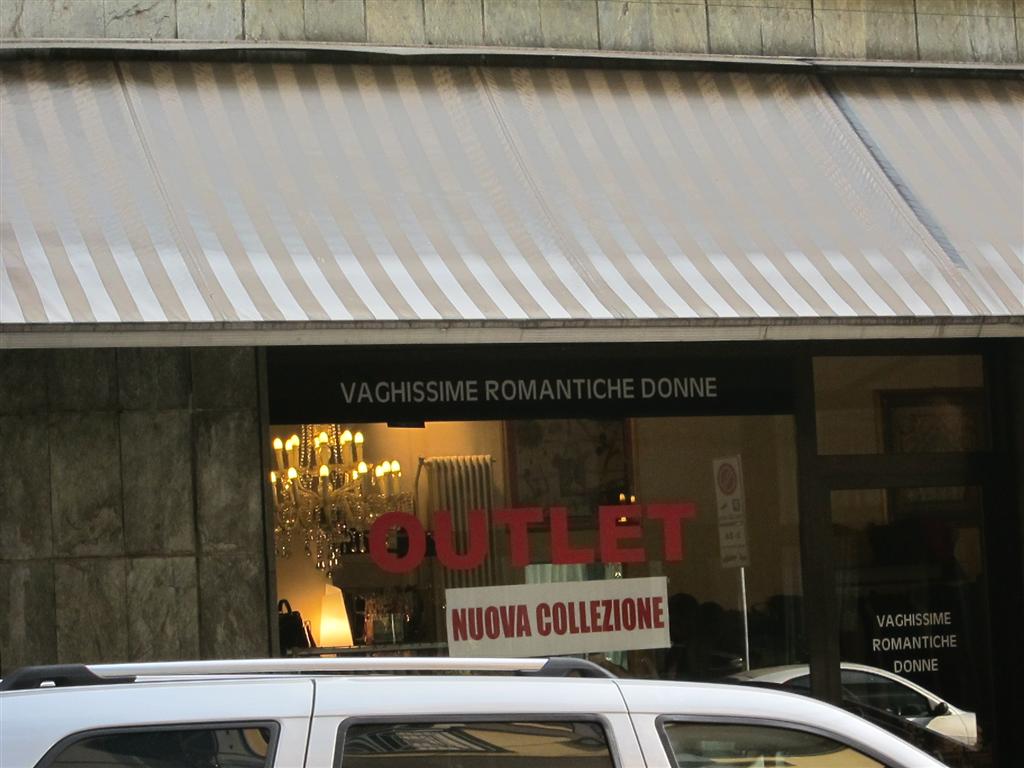 VAGHISSIME ROMANTICHE DONNE
OUTLET
NUOVA COLLEZIONE
VAGHISSIME
ROMANTICHE
DONNE